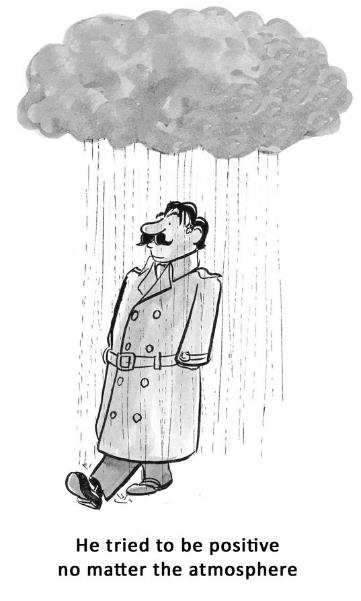 He tried to be positive
no matter the atmosphere